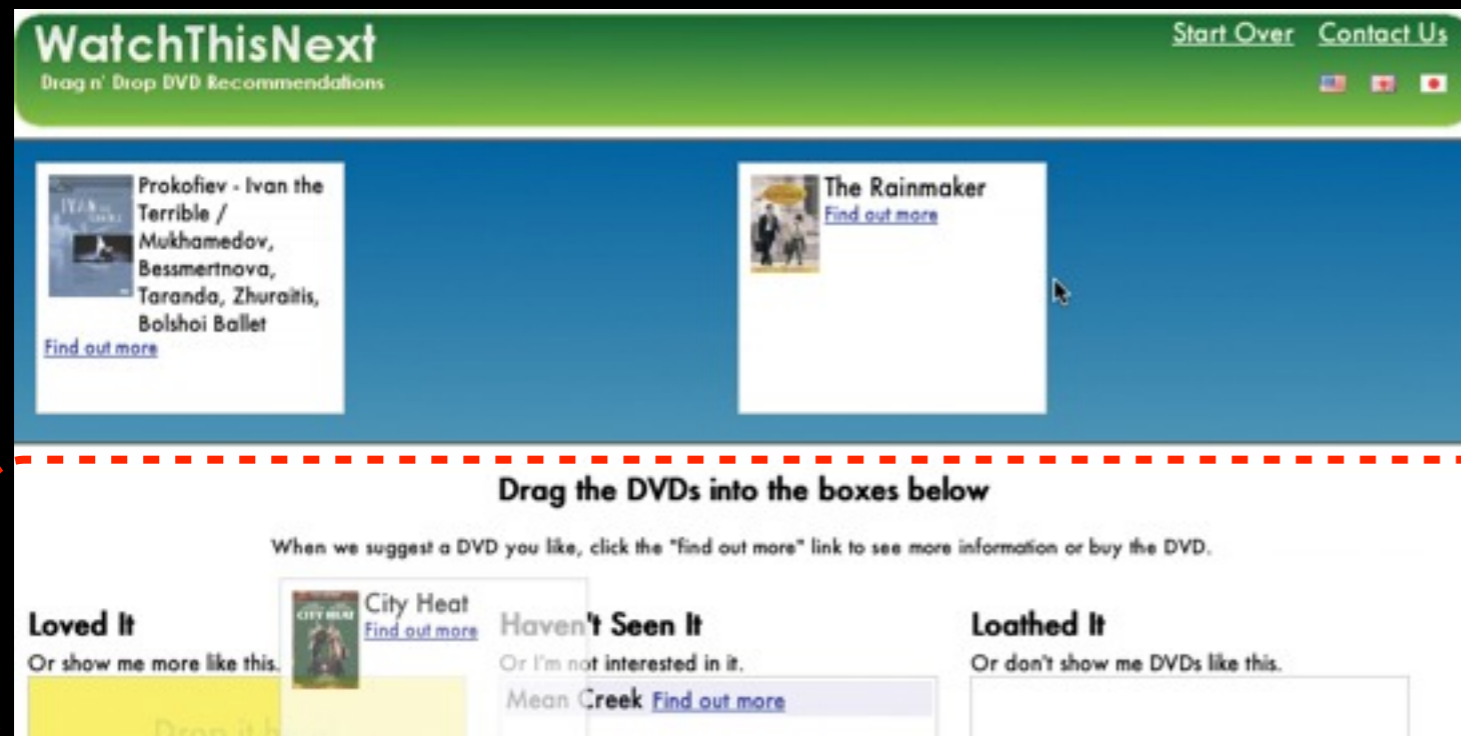 WatchThisNext
Drag n' Drop DVD Recommendations
Start Over Contact Us
Prokofiev - Ivan the
Terrible /
Mukhamedov,
Bessmertnova,
Taranda, Zhuraitis,
Bolshoi Ballet
Find out more
The Rainmaker
Find out more
Drag the DVDs into the boxes below
When we suggest a DVD you like, click the "find out more" link to see more information or buy the DVD.
City Heat
Find out more
Loved It
Or show me more like this.
Drop it
Haven't Seen It
Or I'm not interested in it.
Mean Creek Find out more
Loathed It
Or don't show me DVDs like this.